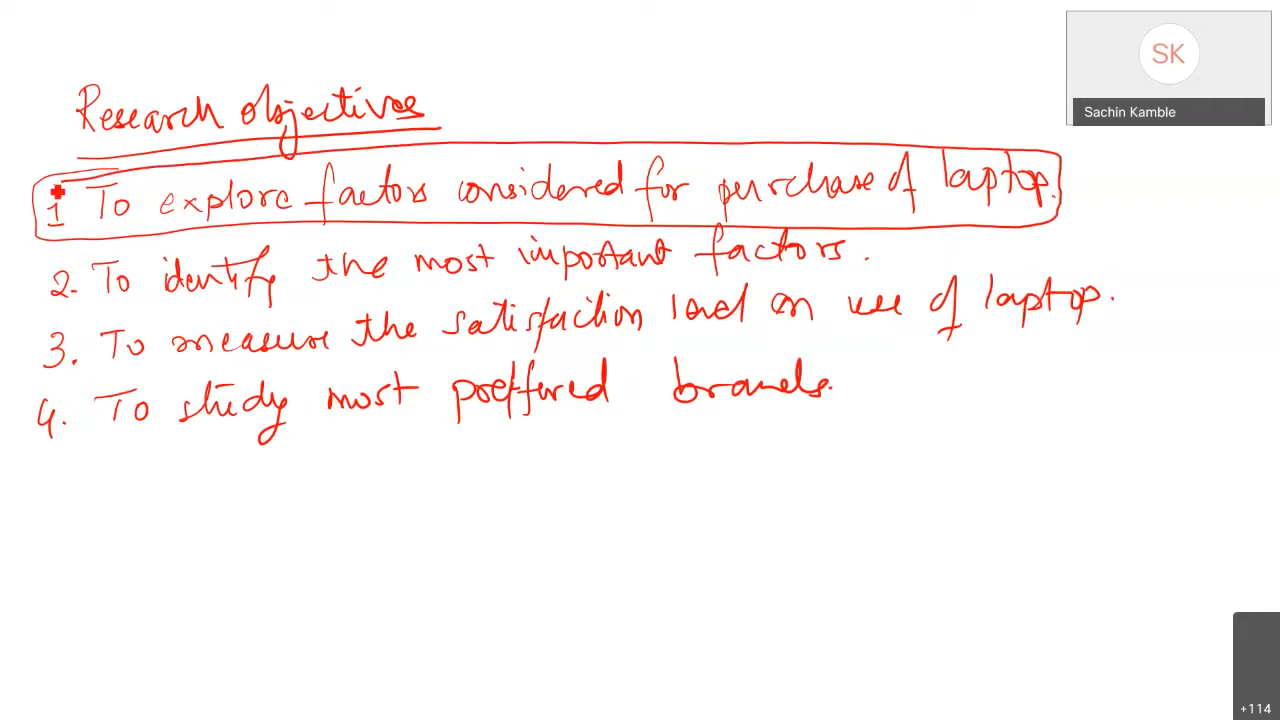 Research objectives
1 To explore factors considered for purchase of laptop.
2. To identify the most important factors.
3. To measure the satisfaction level on use of laptop.
4. To study most preffered brands.
SK
Sachin Kamble
+114